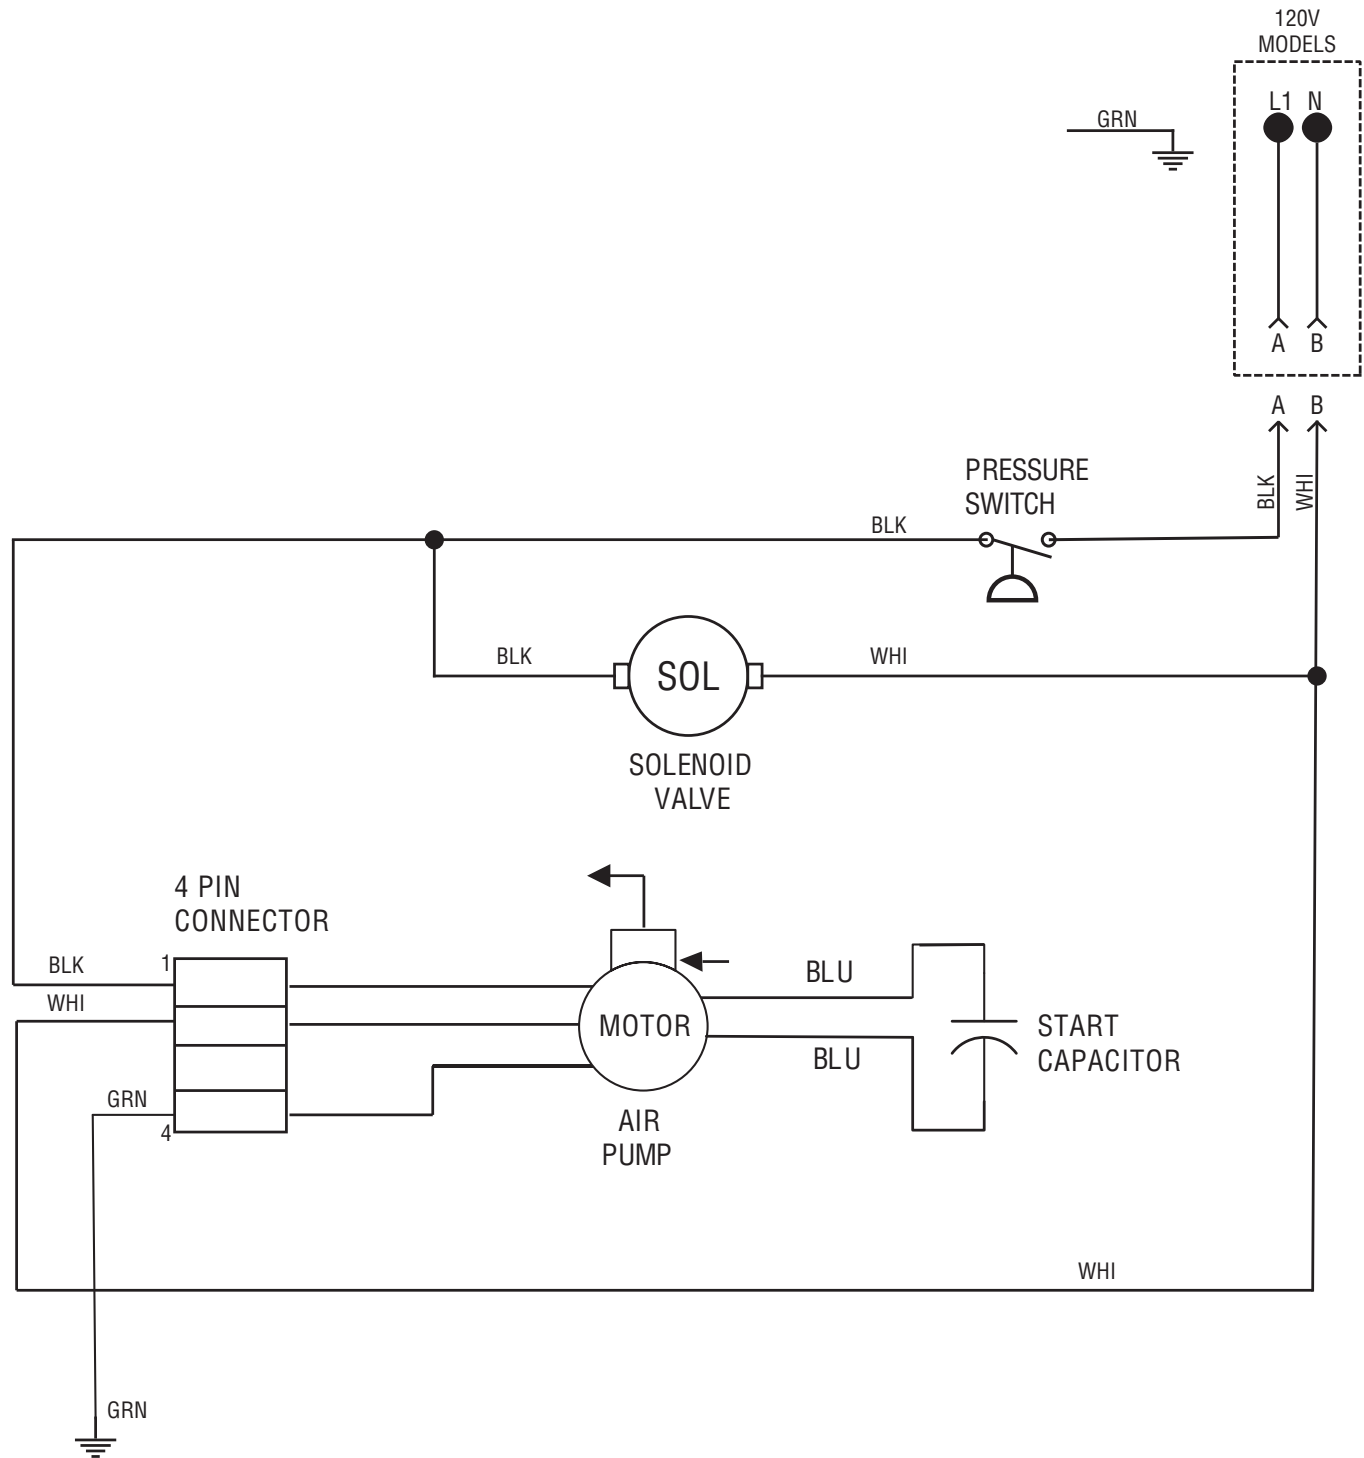 120V
MODELS
L1 N
GRN
A B
A B
BLK
WHI
PRESSURE
SWITCH
BLK
BLK
SOL
WHI
SOLENOID
VALVE
4 PIN
CONNECTOR
BLK
1
WHI
GRN
4
MOTOR
AIR
PUMP
BLU
BLU
START
CAPACITOR
WHI
GRN